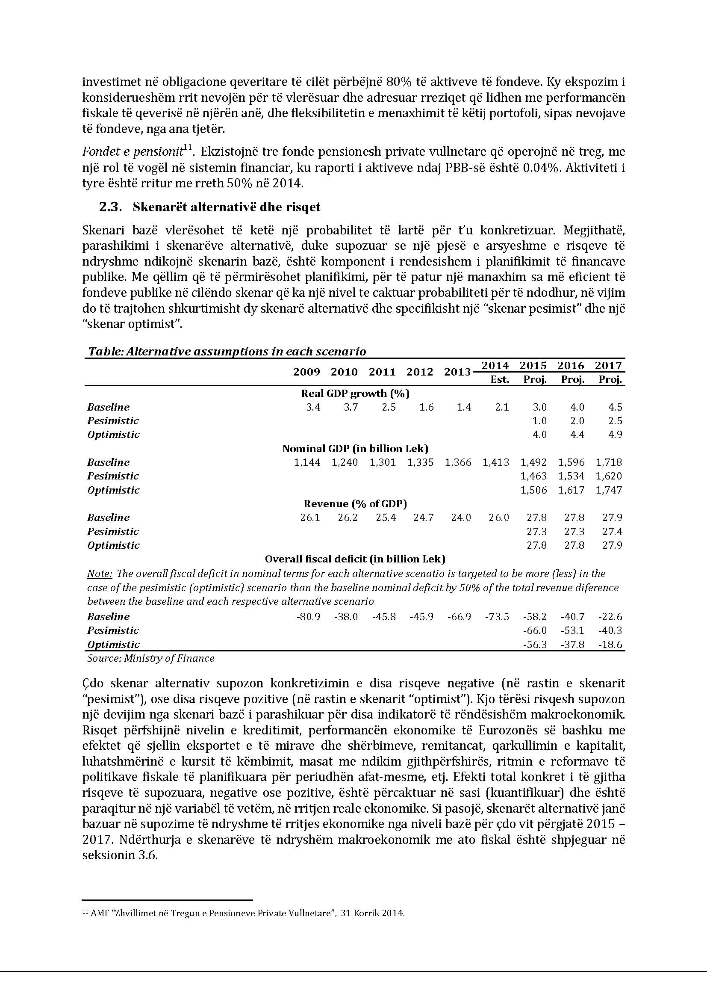 investimet në obligacione qeveritare të cilët përbëjnë 80% të aktiveve të fondeve. Ky ekspozim i
konsiderueshëm rrit nevojën për të vlerësuar dhe adresuar rreziqet që lidhen me performancën
fiskale të qeverisë në njërën anë, dhe fleksibilitetin e menaxhimit të këtij portofoli, sipas nevojave
të fondeve, nga ana tjetër.
Fondet e pensionit11. Ekzistojnë tre fonde pensionesh private vullnetare që operojnë në treg, me
një rol të vogël në sistemin financiar, ku raporti i aktiveve ndaj PBB-së është 0.04%. Aktiviteti i
tyre është rritur me rreth 50% në 2014.
2.3. Skenarët alternativë dhe risqet
Skenari bazë vlerësohet të ketë një probabilitet të lartë për t’u konkretizuar. Megjithatë,
parashikimi i skenarëve alternativë, duke supozuar se një pjesë e arsyeshme e risqeve të
ndryshme ndikojnë skenarin bazë, është komponent i rendesishem i planifikimit të financave
publike. Me qëllim që të përmirësohet planifikimi, për të patur një manaxhim sa më eficient të
fondeve publike në cilëndo skenar që ka një nivel te caktuar probabiliteti për të ndodhur, në vijim
do të trajtohen shkurtimisht dy skenarë alternativë dhe specifikisht një “skenar pesimist” dhe një
“skenar optimist”.
Table: Alternative assumptions in each scenario
2009 2010 2011 2012 2013 2014 2015 2016 2017
Est. Proj. Proj. Proj.
Real GDP growth (%)
Baseline 3.4 3.7 2.5 1.6 1.4 2.1 3.0 4.0 4.5
Pesimistic 1.0 2.0 2.5
Optimistic 4.0 4.4 4.9
Nominal GDP (in billion Lek)
Baseline 1,144 1,240 1,301 1,335 1,366 1,413 1,492 1,596 1,718
Pesimistic 1,463 1,534 1,620
Optimistic 1,506 1,617 1,747
Revenue (% of GDP)
Baseline 26.1 26.2 25.4 24.7 24.0 26.0 27.8 27.8 27.9
Pesimistic 27.3 27.3 27.4
Optimistic 27.8 27.8 27.9
Overall fiscal deficit (in billion Lek)
Note: The overall fiscal deficit in nominal terms for each alternative scenatio is targeted to be more (less) in the
case of the pesimistic (optimistic) scenario than the baseline nominal deficit by 50% of the total revenue diference
between the baseline and each respective alternative scenario
Baseline -80.9 -38.0 -45.8 -45.9 -66.9 -73.5 -58.2 -40.7 -22.6
Pesimistic -66.0 -53.1 -40.3
Optimistic -56.3 -37.8 -18.6
Source: Ministry of Finance
Çdo skenar alternativ supozon konkretizimin e disa risqeve negative (në rastin e skenarit
“pesimist”), ose disa risqeve pozitive (në rastin e skenarit “optimist”). Kjo tërësi risqesh supozon
një devijim nga skenari bazë i parashikuar për disa indikatorë të rëndësishëm makroekonomik.
Risqet përfshijnë nivelin e kreditimit, performancën ekonomike të Eurozonës së bashku me
efektet që sjellin eksportet e të mirave dhe shërbimeve, remitancat, qarkullimin e kapitalit,
luhatshmërinë e kursit të këmbimit, masat me ndikim gjithpërfshirës, ritmin e reformave të
politikave fiskale të planifikuara për periudhën afat-mesme, etj. Efekti total konkret i të gjitha
risqeve të supozuara, negative ose pozitive, është përcaktuar në sasi (kuantifikuar) dhe është
paraqitur në një variabël të vetëm, në rritjen reale ekonomike. Si pasojë, skenarët alternativë janë
bazuar në supozime të ndryshme të rritjes ekonomike nga niveli bazë për çdo vit përgjatë 2015 –
2017. Ndërthurja e skenarëve të ndryshëm makroekonomik me ato fiskal është shpjeguar në
seksionin 3.6.
11 AMF “Zhvillimet në Tregun e Pensioneve Private Vullnetare”, 31 Korrik 2014.